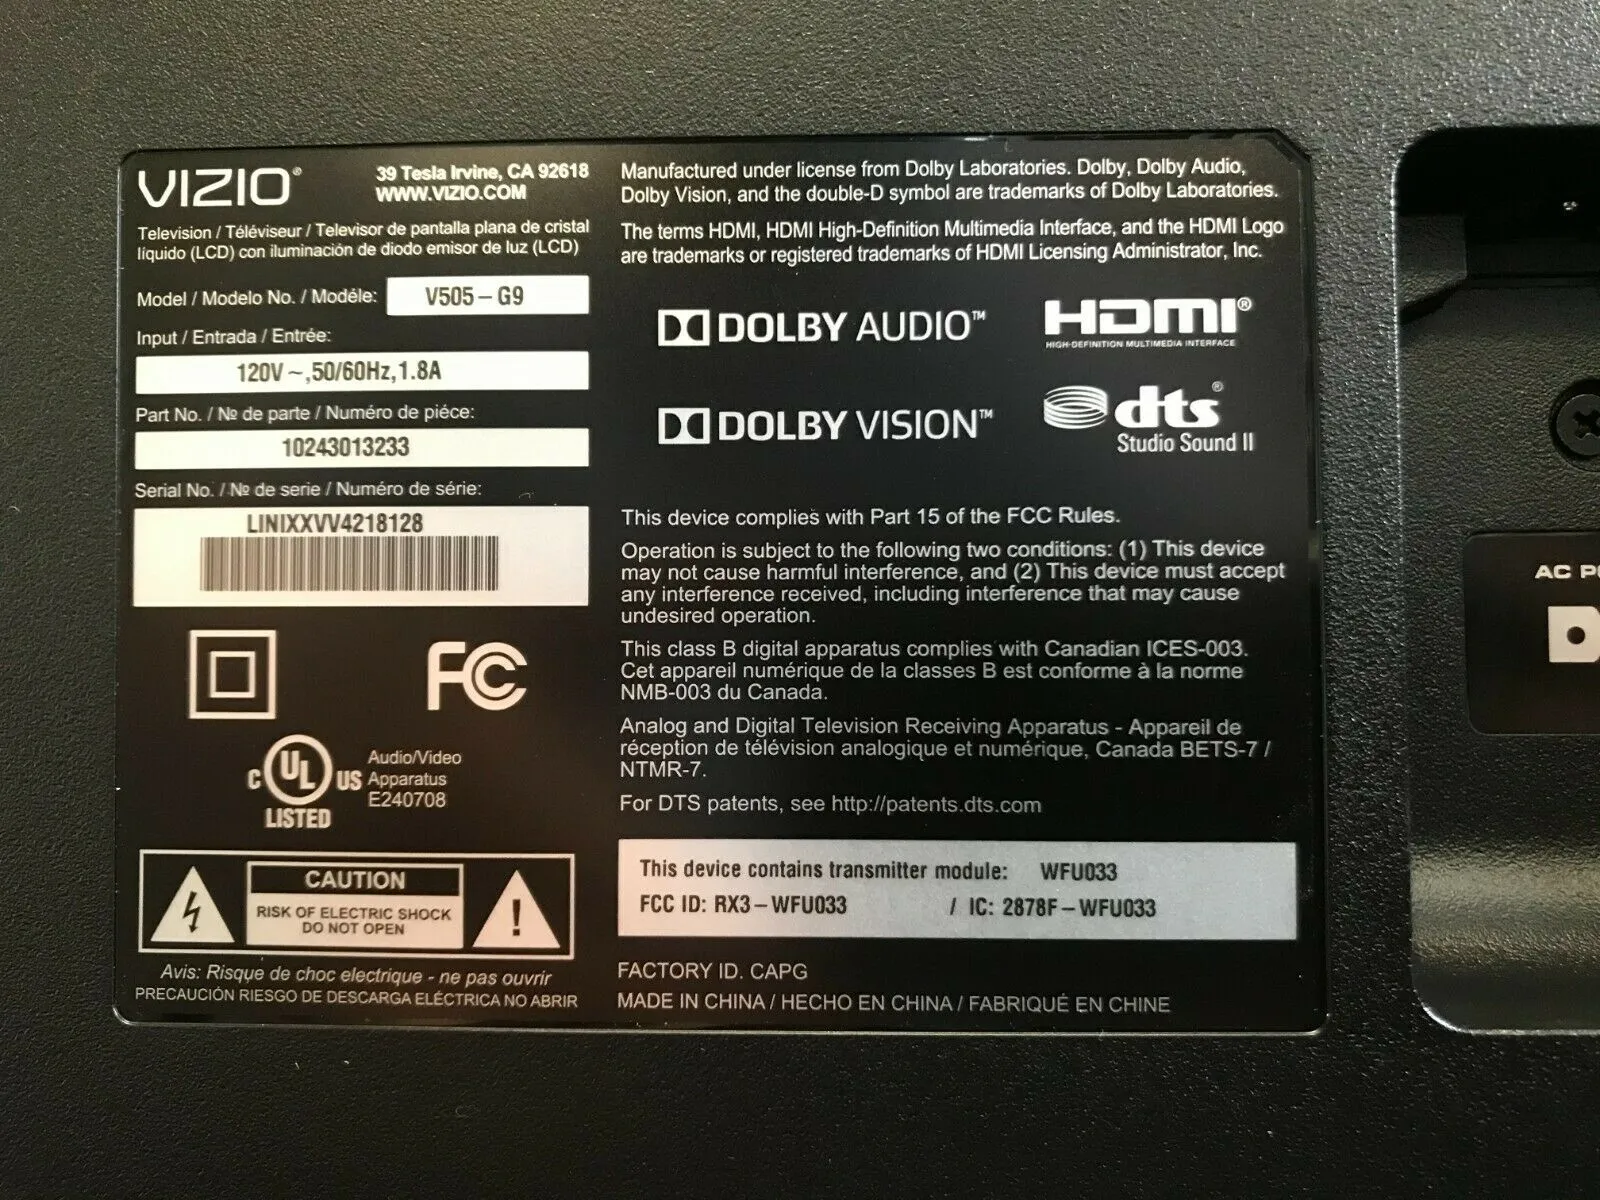 VIZIO®
39 Tesla Irvine, CA 92618
WWW.VIZIO.COM
Television / Téléviseur / Televisor de pantalla plana de cristal
líquido (LCD) con iluminación de diodo emisor de luz (LCD)
Model / Modelo No. / Modéle: V505-G9
Input / Entrada / Entrée:
120V ~,50/60Hz,1.8A
Part No. / № de parte / Numéro de piéce:
10243013233
Serial No. / № de serie / Numéro de série:
LINIXXVV4218128
FC
C UL US
LISTED
Audio/Video
Apparatus
E240708
CAUTION
RISK OF ELECTRIC SHOCK
DO NOT OPEN
Avis: Risque de choc electrique - ne pas ouvrir
PRECAUCIÓN RIESGO DE DESCARGA ELÉCTRICA NO ABRIR
Manufactured under license from Dolby Laboratories. Dolby, Dolby Audio,
Dolby Vision, and the double-D symbol are trademarks of Dolby Laboratories.
The terms HDMI, HDMI High-Definition Multimedia Interface, and the HDMI Logo
are trademarks or registered trademarks of HDMI Licensing Administrator, Inc.
DOLBY AUDIO™
HDMI®
HIGH-DEFINITION MULTIMEDIA INTERFACE
DOLBY VISION™
dts®
Studio Sound II
This device complies with Part 15 of the FCC Rules.
Operation is subject to the following two conditions: (1) This device
may not cause harmful interference, and (2) This device must accept
any interference received, including interference that may cause
undesired operation.
This class B digital apparatus complies with Canadian ICES-003.
Cet appareil numérique de la classes B est conforme à la norme
NMB-003 du Canada.
Analog and Digital Television Receiving Apparatus - Appareil de
réception de télévision analogique et numérique, Canada BETS-7 /
NTMR-7.
For DTS patents, see http://patents.dts.com
This device contains transmitter module: WFU033
FCC ID: RX3-WFU033 / IC: 2878F-WFU033
FACTORY ID. CAPG
MADE IN CHINA / HECHO EN CHINA / FABRIQUÉ EN CHINE
AC